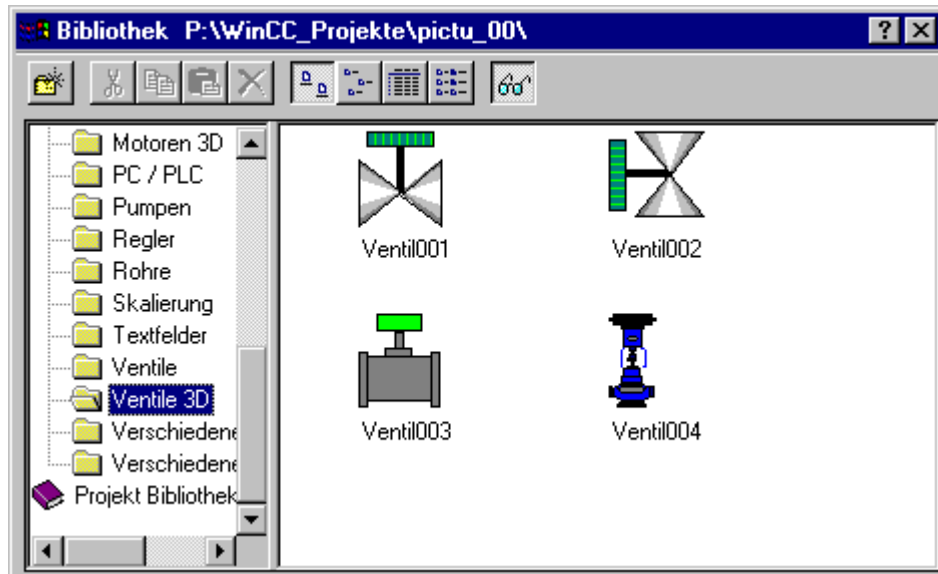 Bibliothek P:\WinCC_Projekte\pictu_00\
Motoren 3D
PC / PLC
Pumpen
Regler
Rohre
Skalierung
Textfelder
Ventile
Ventile 3D
Verschiedene
Verschiedene
Projekt Bibliothek
Ventil001
Ventil002
Ventil003
Ventil004